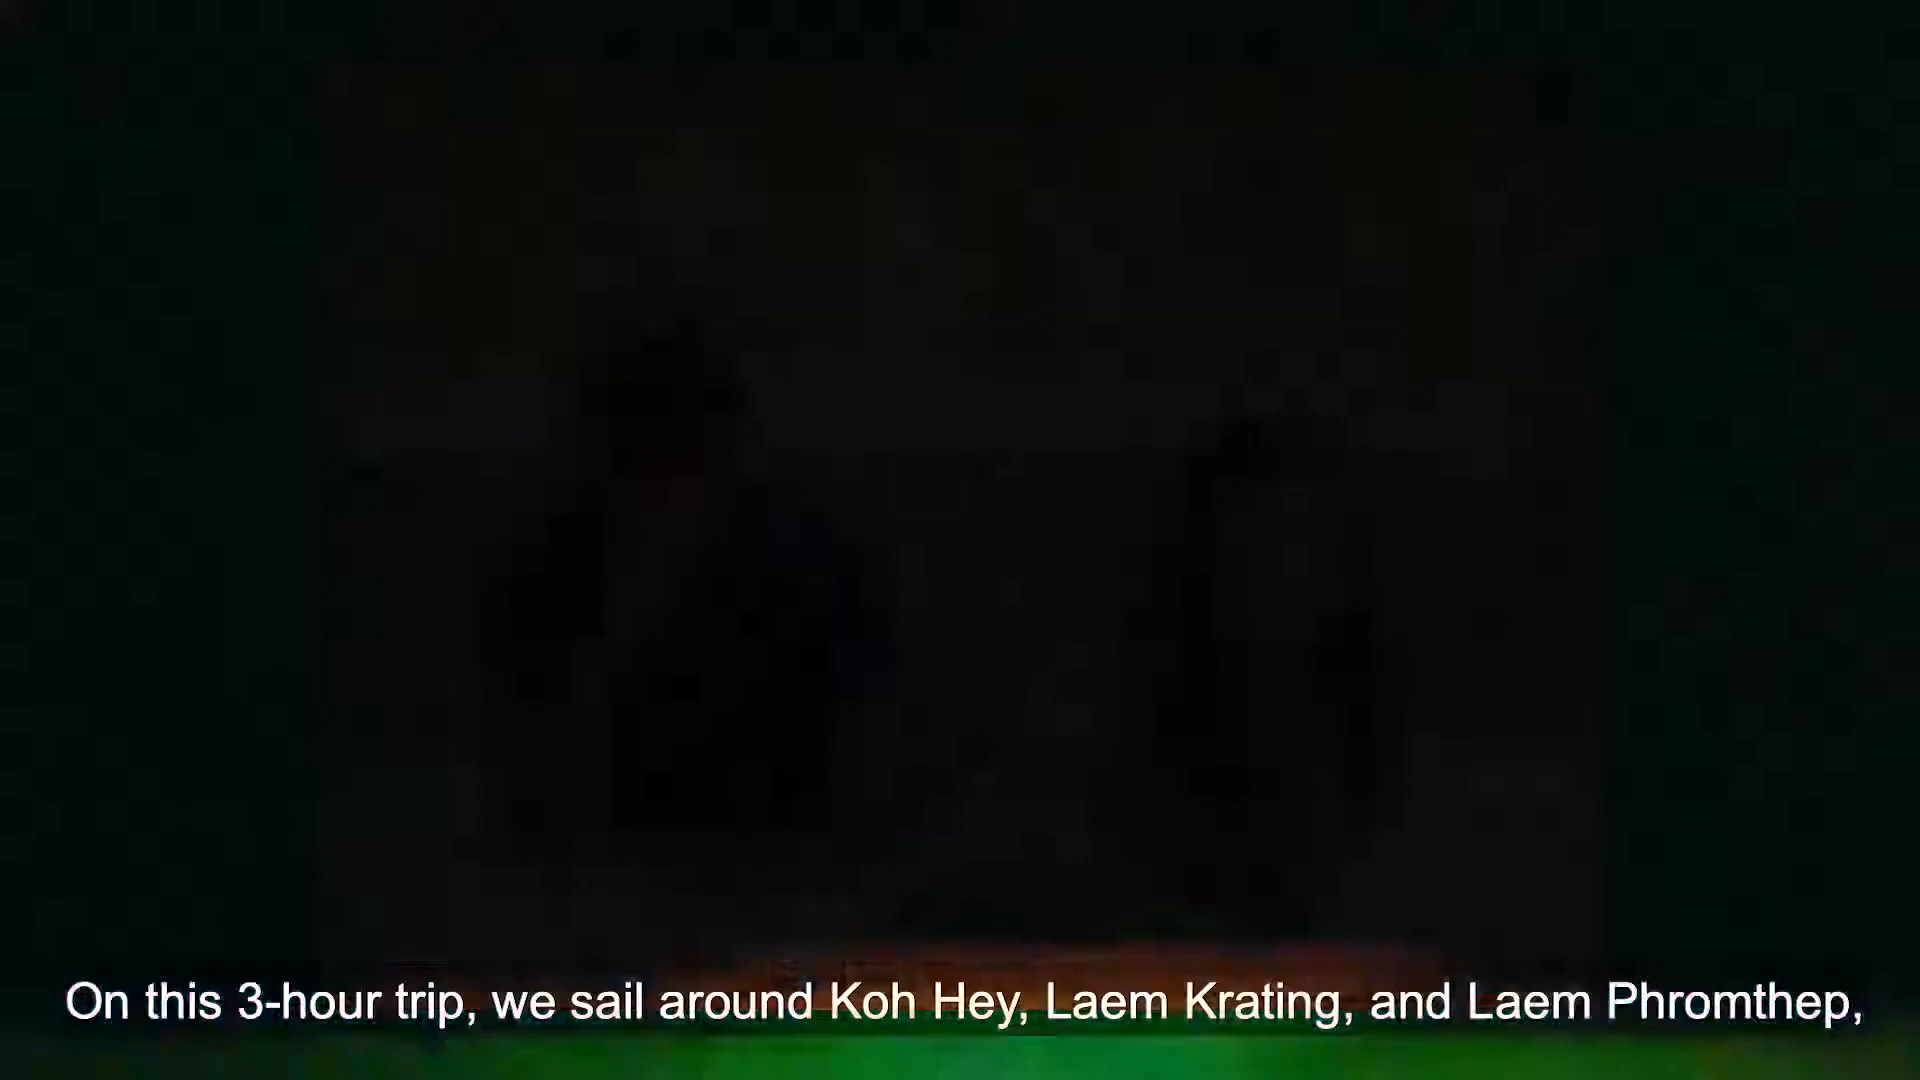 On this 3-hour trip, we sail around Koh Hey, Laem Krating, and Laem Phromthep,